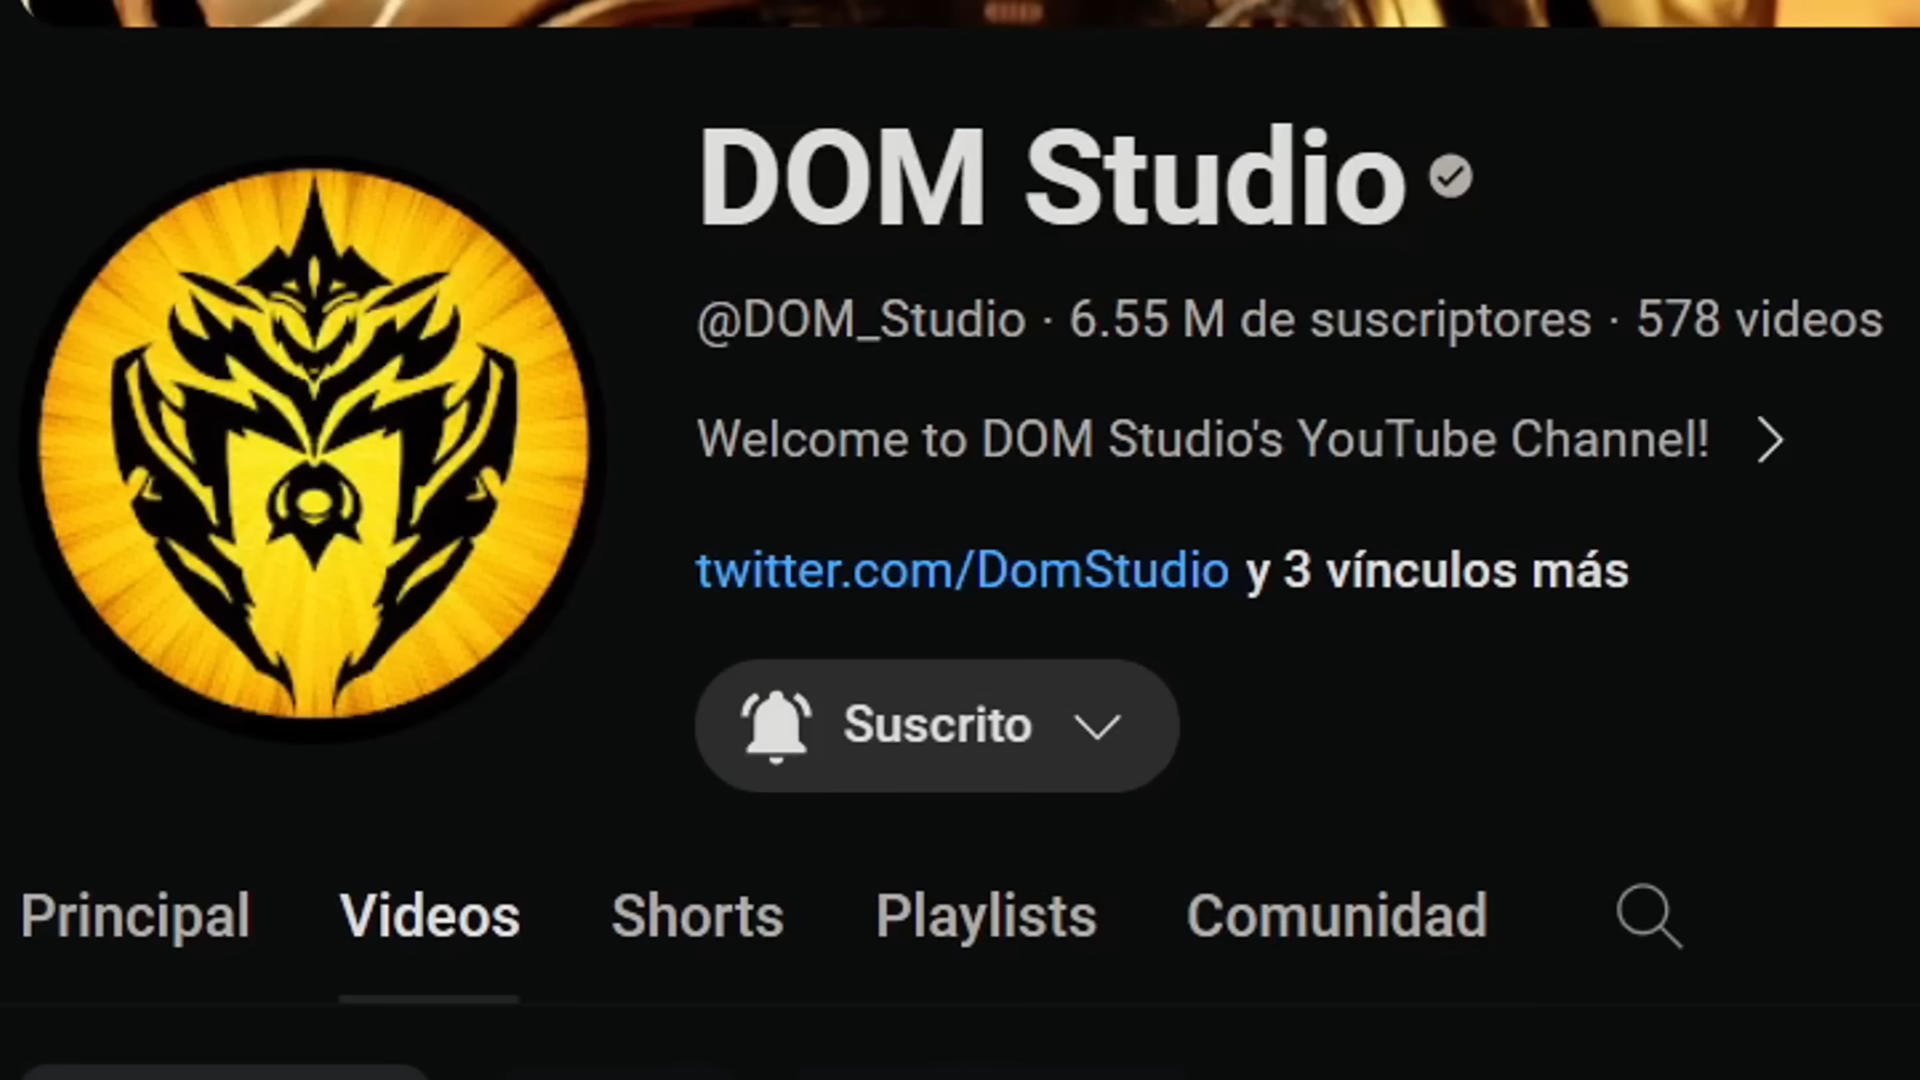 DOM Studio
@DOM_Studio · 6.55 M de suscriptores · 578 videos
Welcome to DOM Studio's YouTube Channel!
twitter.com/DomStudio y 3 vínculos más
Suscrito
Principal Videos Shorts Playlists Comunidad